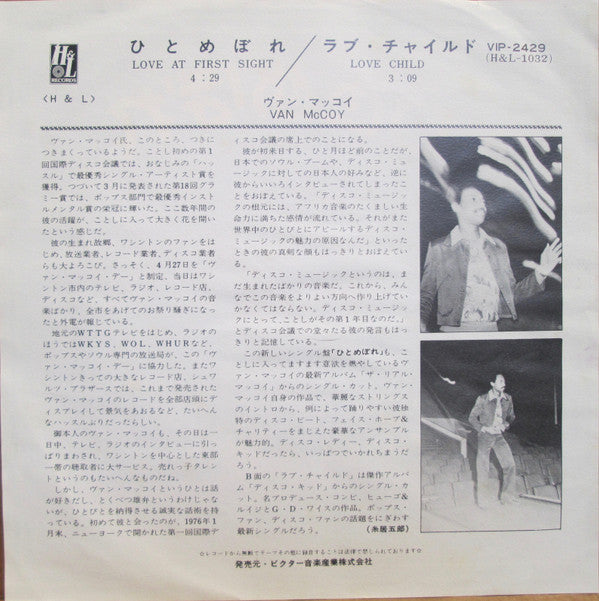 H&L
RECORDS
〈H & L〉
ひとめぼれ
LOVE AT FIRST SIGHT
4：29
ラブ・チャイルド
LOVE CHILD
3：09
VIP-2429
(H&L-1032)
ヴァン・マッコイ
VAN McCOY
ヴァン・マッコイ氏、このところ、つきに
つきまくっているようだ。ことし初めの第1
回国際ディスコ会議では、おなじみの「ハッ
スル」で最優秀シングル・アーティスト賞を
獲得、つづいて3月に発表された第18回グラ
ミー賞では、ポップス部門で最優秀インスト
ルメンタル賞の栄冠に輝いた。ここ数年間の
彼の活躍が、ことしに入って大きく花を開い
たという感じだ。
彼の生まれ故郷、ワシントンのファンをは
じめ、放送業者、レコード業者、ディスコ業者
らも大よろこび。さっそく、4月27日を「ヴ
ァン・マッコイ・デー」と制定、当日はワシン
トン市内のテレビ、ラジオ、レコード店、
ディスコなど、すべてヴァン・マッコイの音
楽ばかり、全市をあげてのお祭り騒ぎになっ
たと外電が報じている。
地元のWTTGテレビをはじめ、ラジオの
ほうではWKYS、WOL、WHURなど、
ポップスやソウル専門の放送局が、この「ヴ
ァン・マッコイ・デー」に協力した。またワシ
ントンきっての大きなレコード店、シュワ
ルツ・ブラザースでは、これまで発売された
ヴァン・マッコイのレコードを全部店頭にデ
ィスプレイして景気をあおるなど、たいへん
なハッスルぶりだったらしい。
御本人のヴァン・マッコイも、その日は一
日中、テレビ、ラジオのインタビューに引っ
ぱりまわされ、ワシントンを中心とした東部
一帯の聴取者に大サービス。売れっ子タレン
トというのもたいへんなものだ。
しかし、ヴァン・マッコイというひとは話
が好きだし、とくべつ雄弁というわけじゃな
いが、ひとびとを納得させる誠実な話術を持
っている。初めて彼と会ったのが、1976年1
月末、ニューヨークで開かれた第一回国際デ
ィスコ会議の席上でのことになる。
彼が初来日する、ひと月ほど前のことだが、
日本でのソウル・ブームや、ディスコ・ミュ
ージックに対しての日本人の好みなど、逆に
彼からいろいろインタビューされてしまったこ
とをおぼえている。「ディスコ・ミュージッ
クの根元には、アフリカ音楽のたくましい生
命力に満ちた感情が流れている。それがまた
世界中のひとびとにアピールするディスコ・
ミュージックの魅力の原因なんだ」といった
ときの彼の真剣な顔もはっきりとおぼえてい
る。
「ディスコ・ミュージックというのは、ま
だ生まれたばかりの音楽だ。これから、みん
なでこの音楽をよりよい方向へ作り上げてい
かなくてはならない。ディスコ・ミュージッ
クにとって、ことしがその第1年目なのだ。」
とディスコ会議での堂々たる彼の発言もはっ
きりと記憶している。
この新しいシングル盤「ひとめぼれ」も、こ
としに入ってますます意欲を燃やしているヴ
ァン・マッコイの最新アルバム「ザ・リアル・
マッコイ」からのシングル・カット。ヴァン・
マッコイ自身の作品で、華麗なストリングス
のイントロから、例によって踊りやすい彼独
特のディスコ・ビート、フェイス・ホープ＆
チャリティーをまじえた豪華なアンサンブル
が魅力的。ディスコ・レディー、ディスコ・
キッドだったら、いっぱつでいかれちまうだ
ろう。
B面の「ラブ・チャイルド」は傑作アルバ
ム「ディスコ・キッド」からのシングル・カッ
ト。名プロデュース・コンビ、ヒューゴ＆
ルイジとG・D・ワイスの作品。ポップス・
ファン、ディスコ・ファンの話題をにぎわす
最新シングルだろう。
（糸居五郎）
☆レコードから無断でテープその他に録音することは法律で禁じられております☆
発売元・ビクター音楽産業株式会社